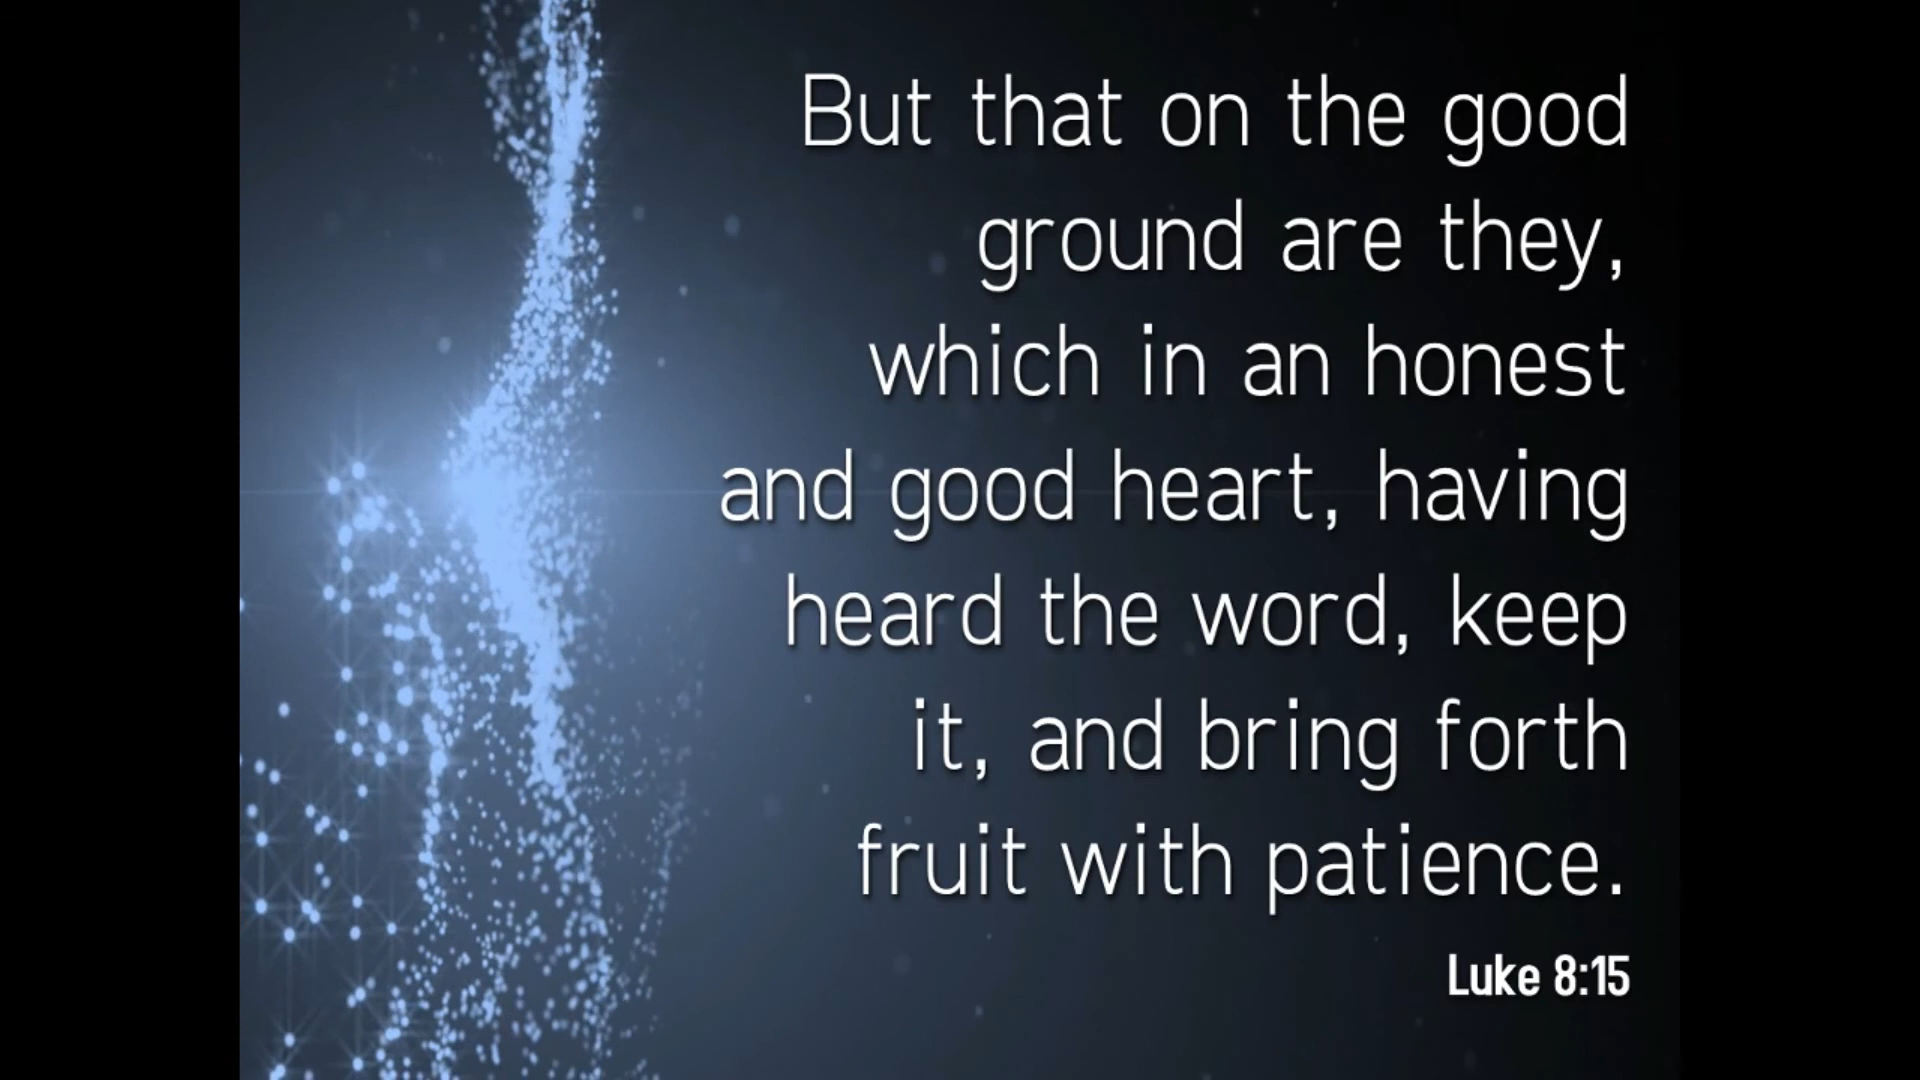 But that on the good
ground are they,
which in an honest
and good heart, having
heard the word, keep
it, and bring forth
fruit with patience.
Luke 8:15